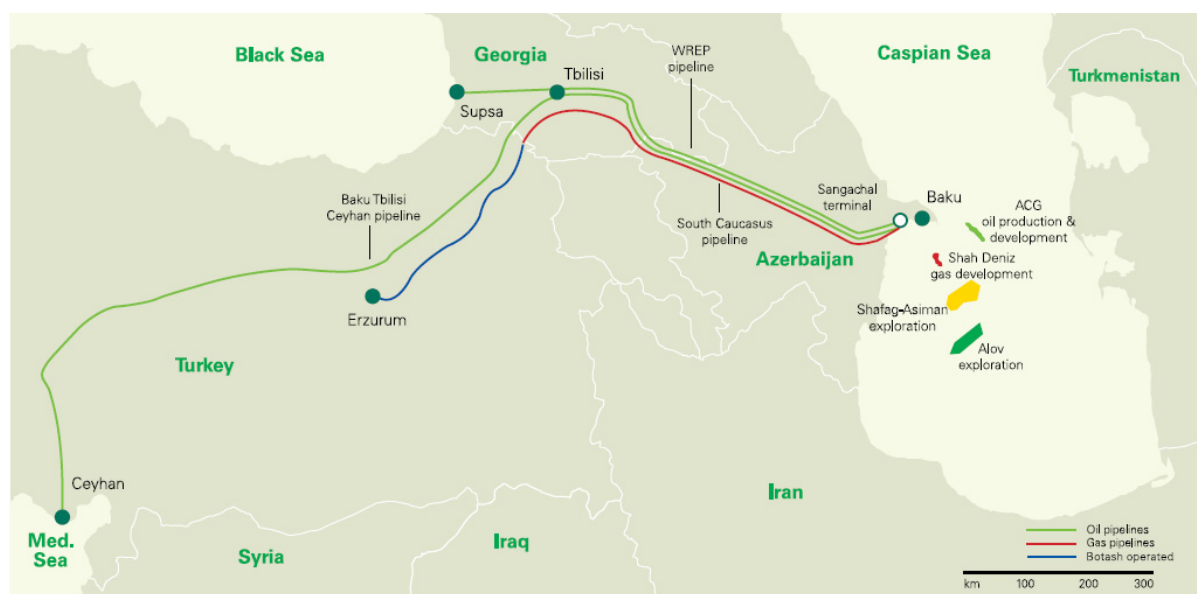 Black Sea
Georgia
WREP
pipeline
Caspian Sea
Turkmenistan
Tbilisi
Supsa
Baku Tbilisi
Ceyhan pipeline
Sangachal
terminal
Baku
ACG
oil production &
development
South Caucasus
pipeline
Azerbaijan
Shah Deniz
gas development
Erzurum
Shafag-Asiman
exploration
Alov
exploration
Turkey
Ceyhan
Iran
Med.
Sea
Syria
Iraq
Oil pipelines
Gas pipelines
Botash operated
km 100 200 300